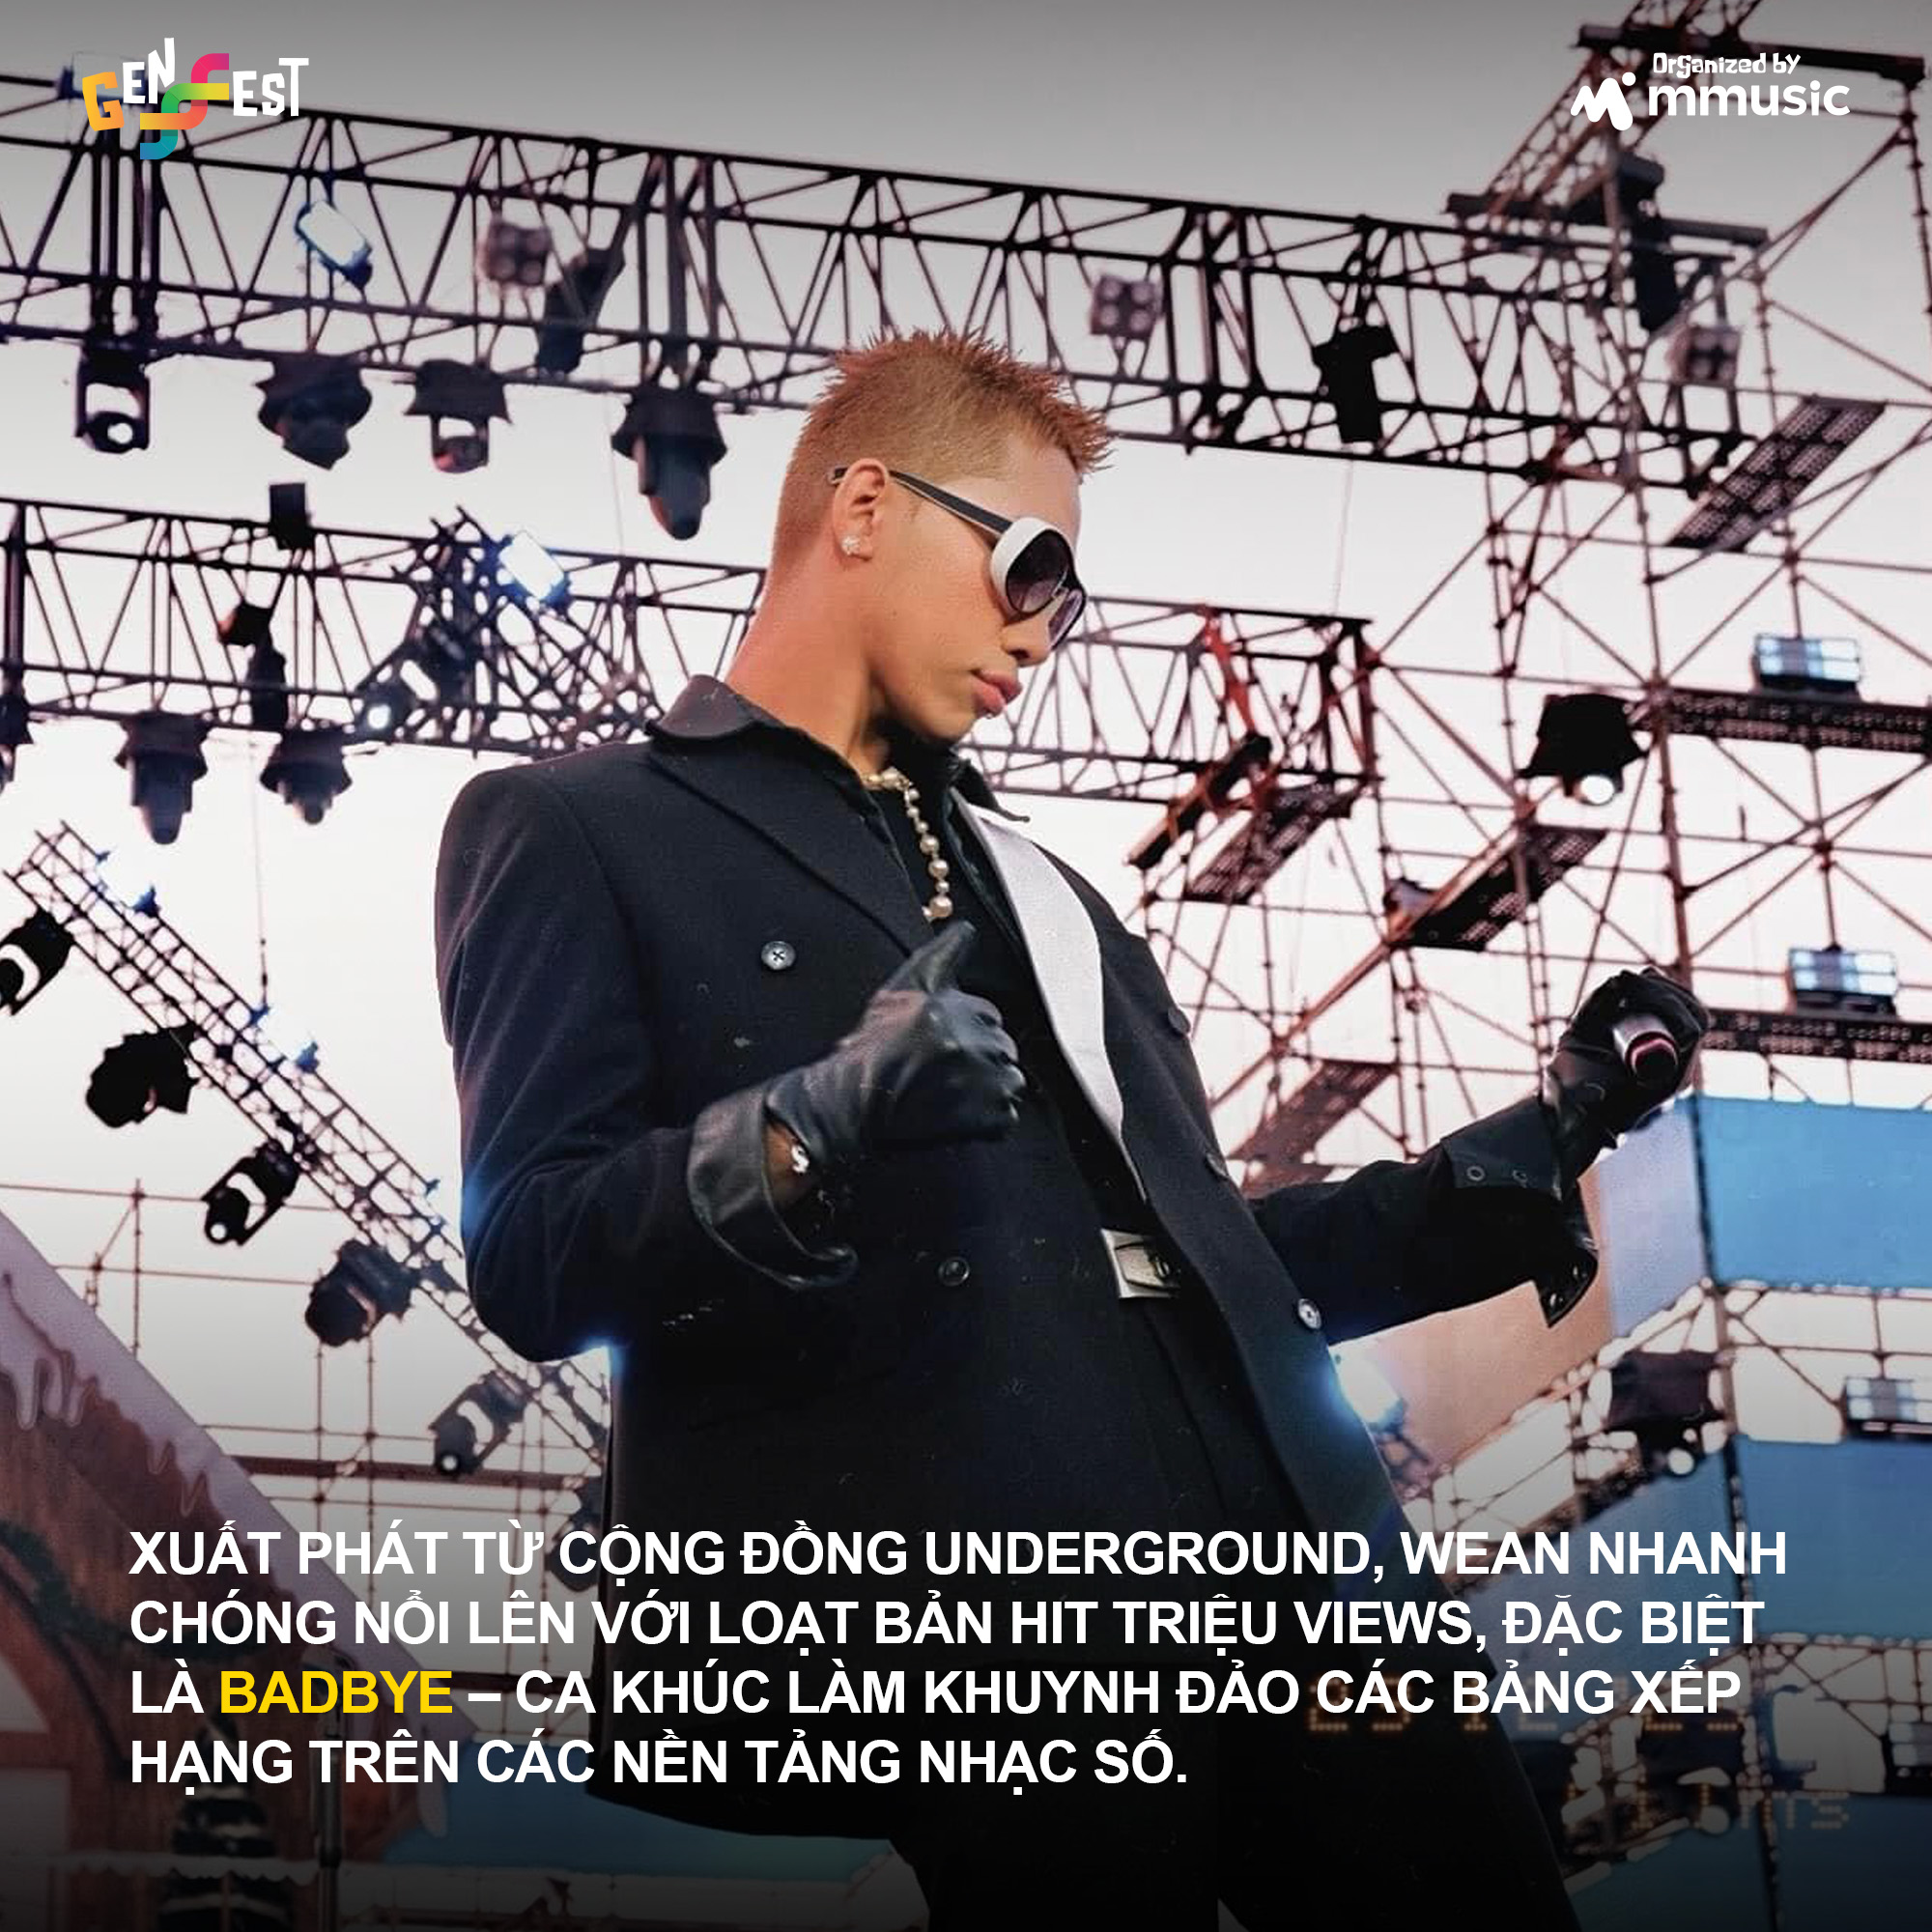 GENFEST
Organized by
mmusic
XUẤT PHÁT TỪ CỘNG ĐỒNG UNDERGROUND, WEAN NHANH
CHÓNG NỔI LÊN VỚI LOẠT BẢN HIT TRIỆU VIEWS, ĐẶC BIỆT
LÀ BADBYE – CA KHÚC LÀM KHUYNH ĐẢO CÁC BẢNG XẾP
HẠNG TRÊN CÁC NỀN TẢNG NHẠC SỐ.